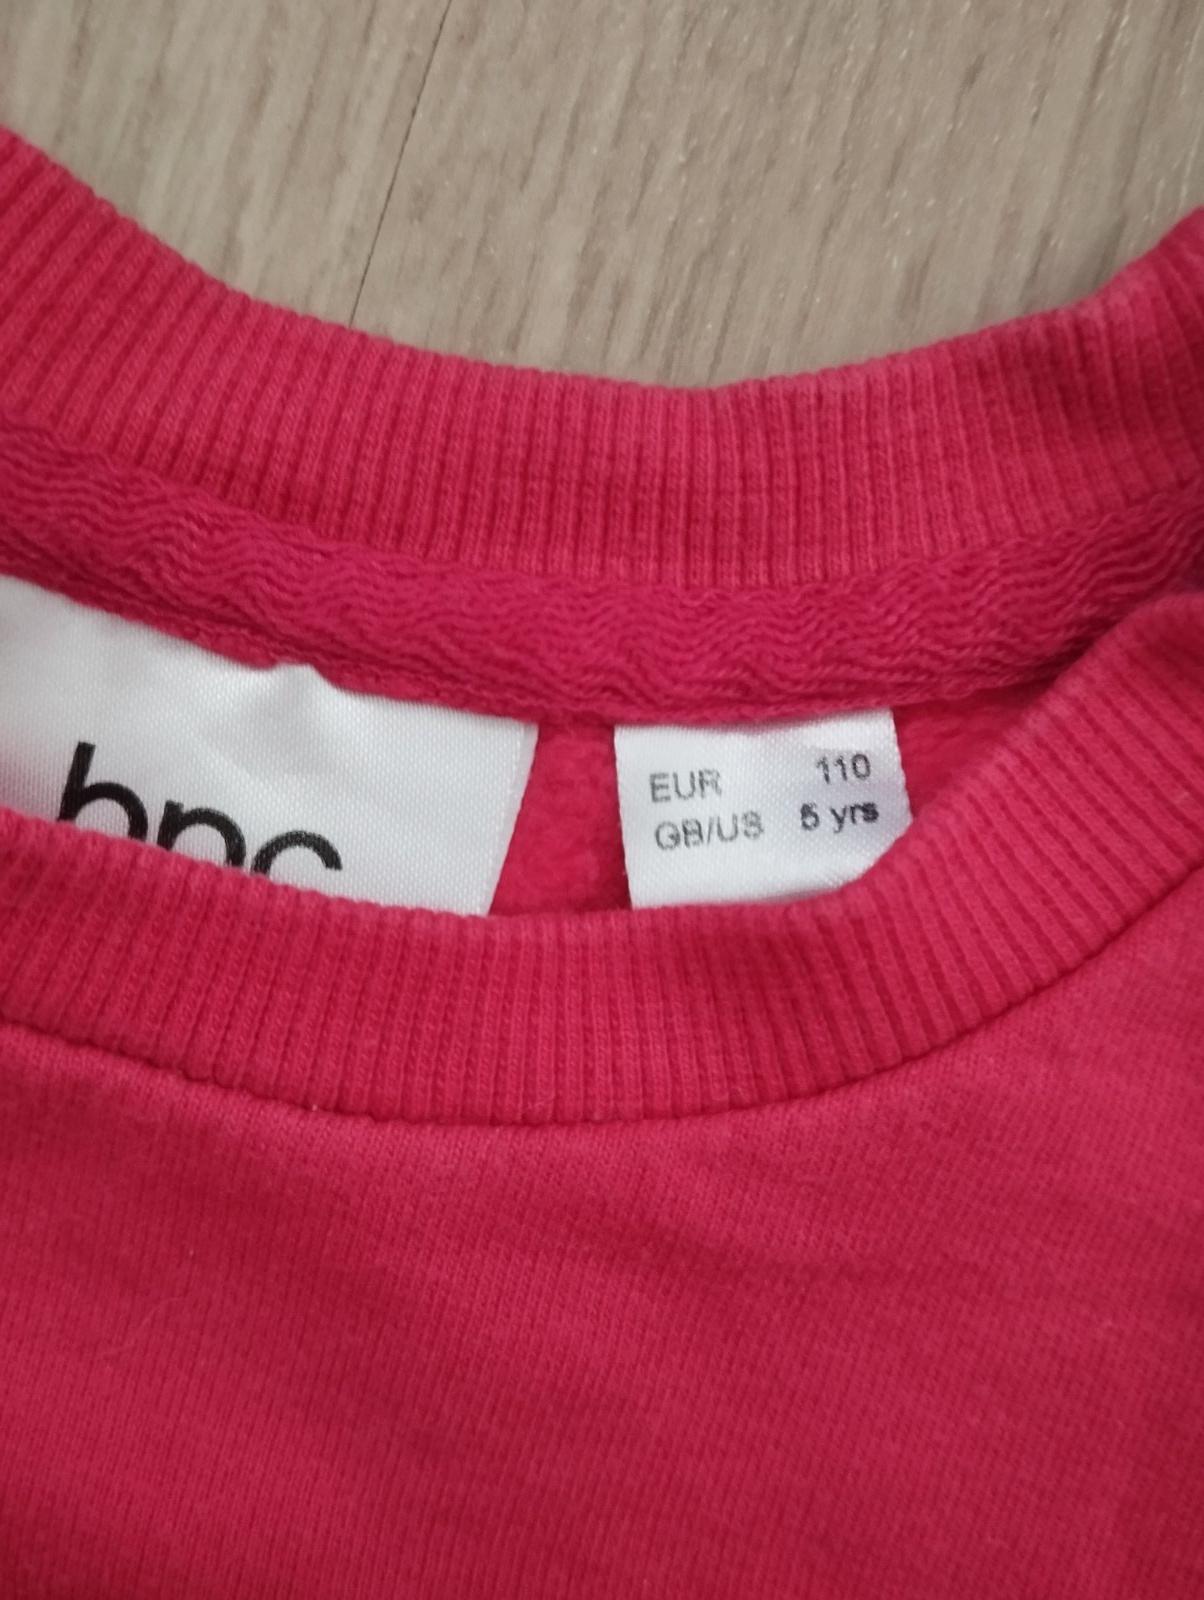 bpc
EUR 110
GB/US 5 yrs